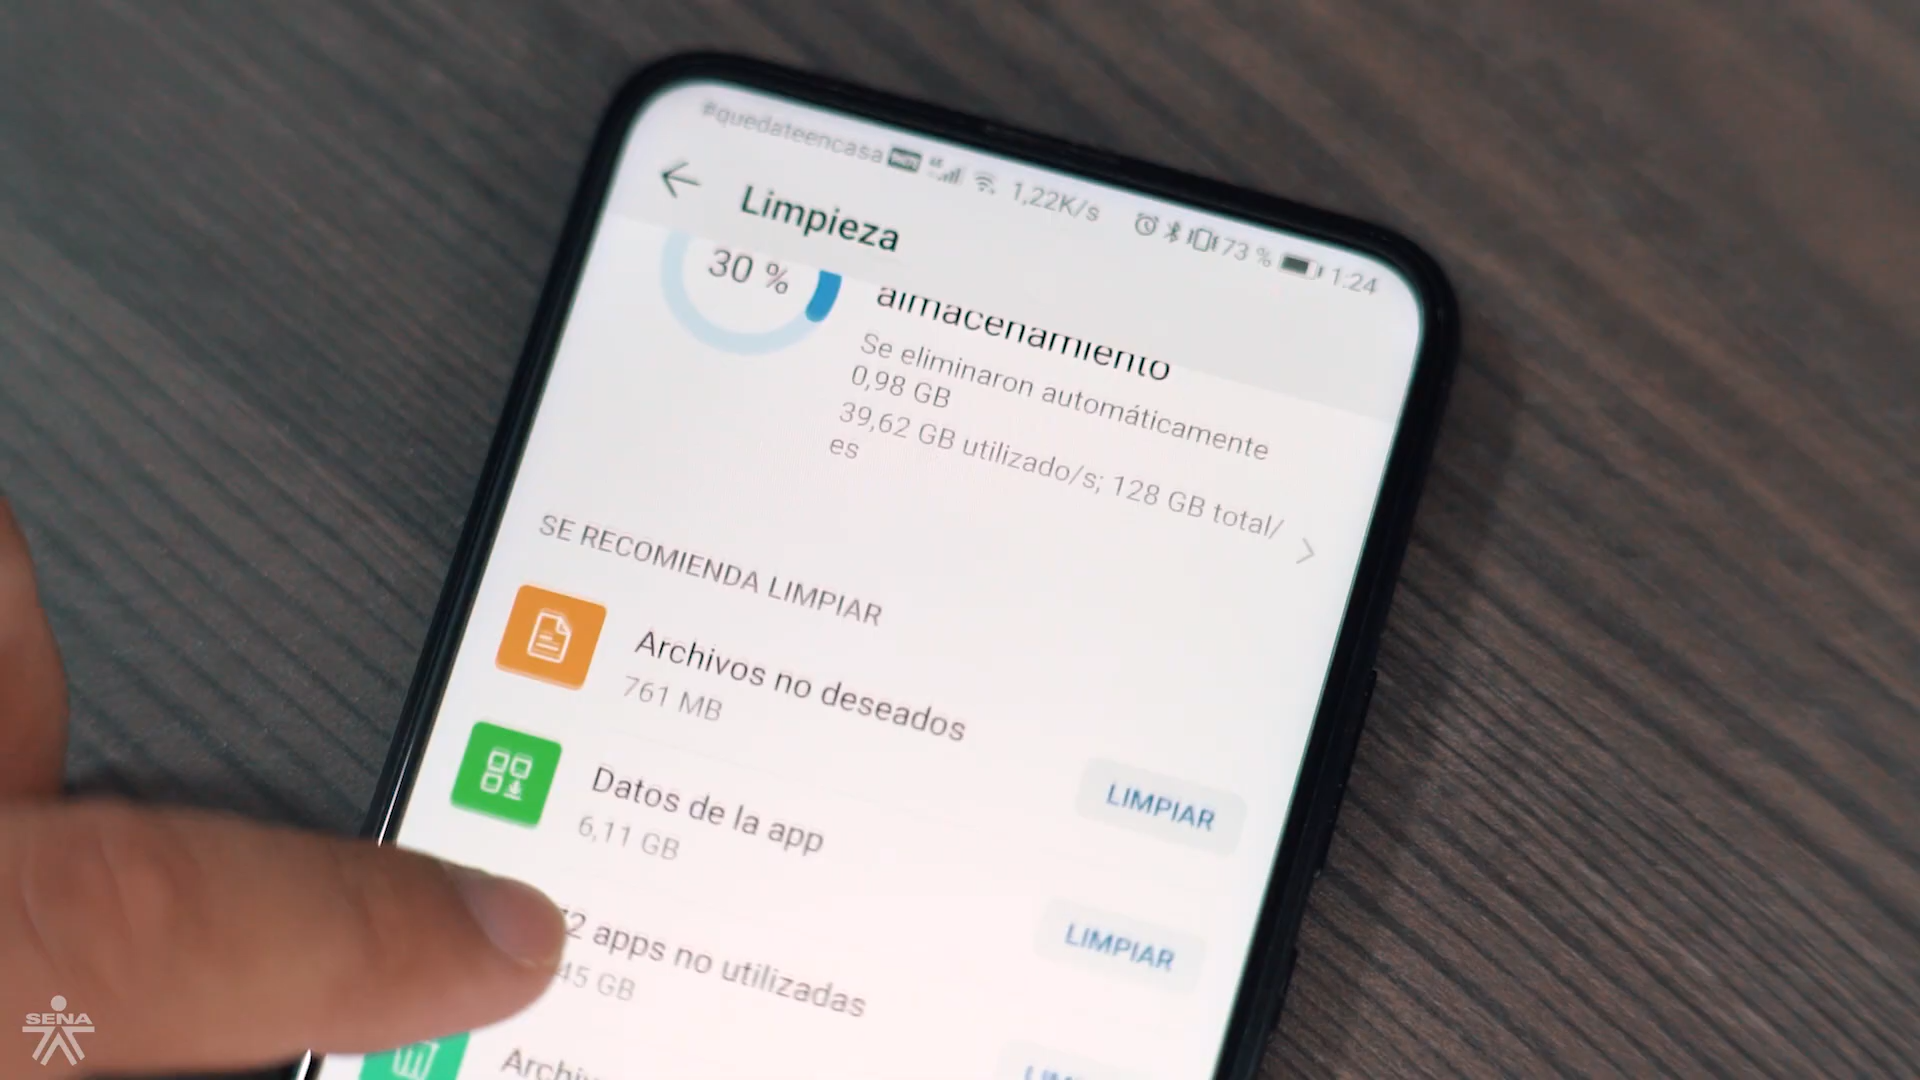 #quedateencasa 1,22K/s 73 % 1:24
Limpieza
30 %
almacenamiento
Se eliminaron automáticamente
0,98 GB
39,62 GB utilizado/s; 128 GB total/
es
SE RECOMIENDA LIMPIAR
Archivos no deseados
761 MB
LIMPIAR
Datos de la app
6,11 GB
LIMPIAR
2 apps no utilizadas
45 GB
SENA